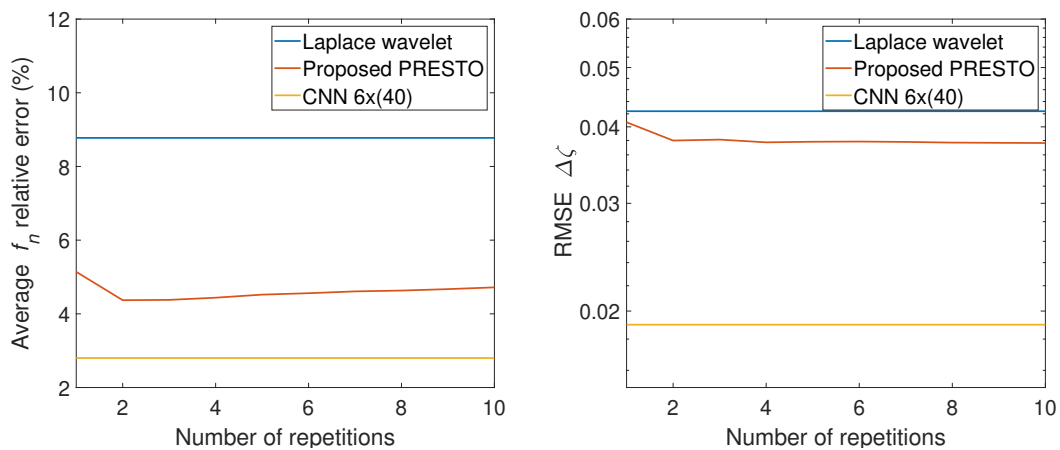 12
10
8
6
4
2
Average f_n relative error (%)
2 4 6 8 10
Number of repetitions
Laplace wavelet
Proposed PRESTO
CNN 6x(40)
0.06
0.05
0.04
0.03
0.02
RMSE Δζ
2 4 6 8 10
Number of repetitions
Laplace wavelet
Proposed PRESTO
CNN 6x(40)